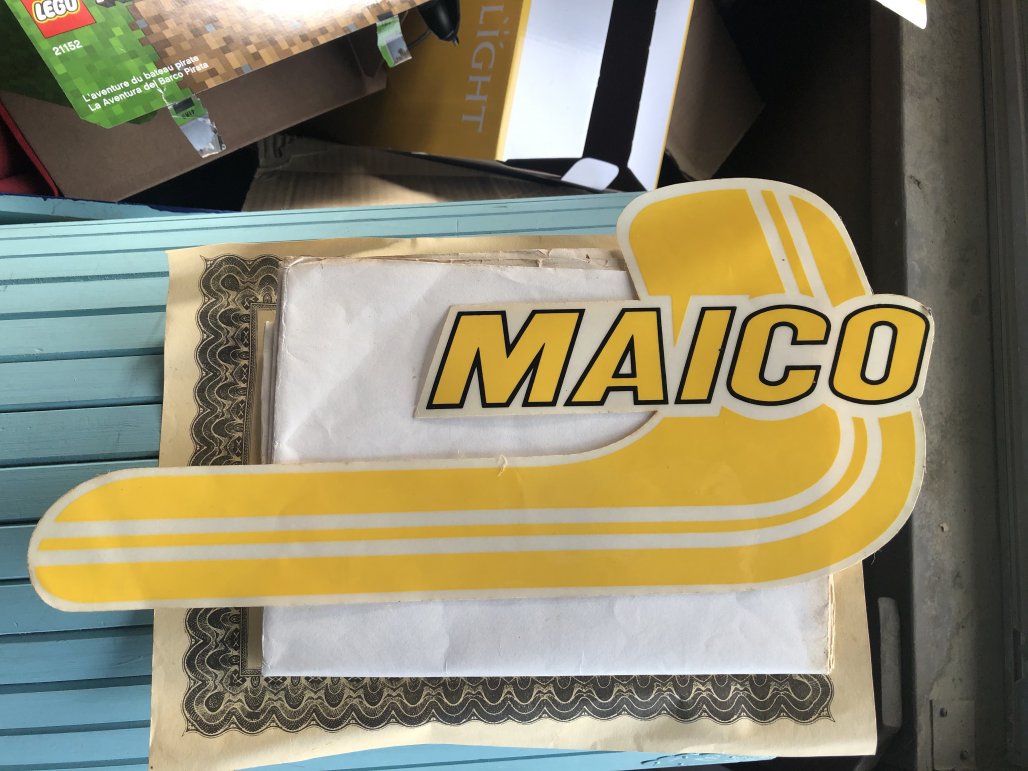 LEGO
21152
L'aventure du bateau pirate
La Aventura del Barco Pirata
LIGHT
MAICO